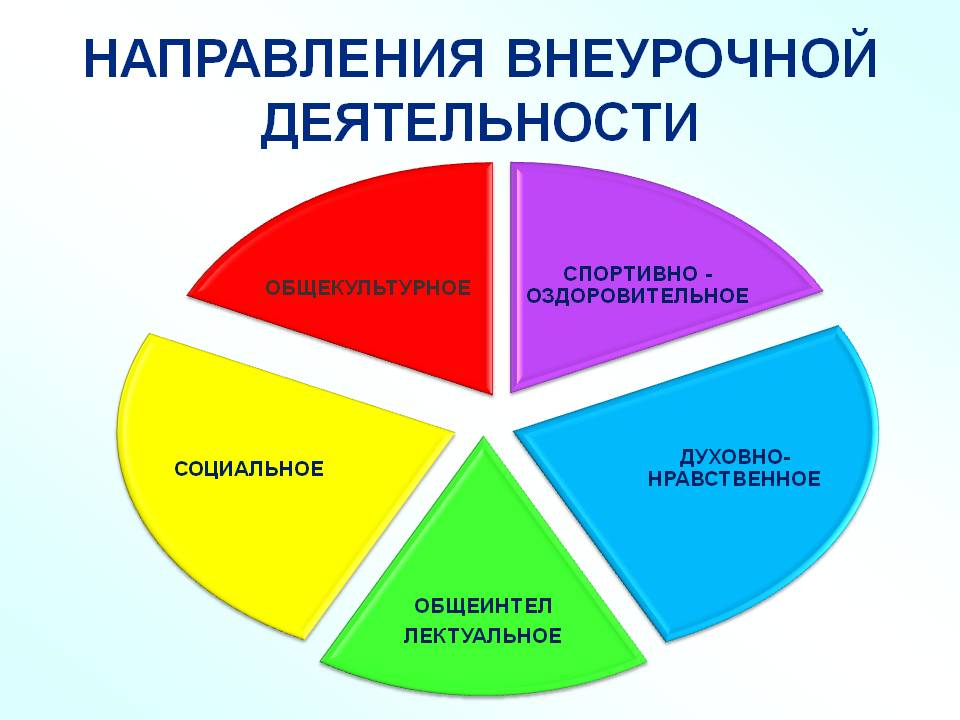 НАПРАВЛЕНИЯ ВНЕУРОЧНОЙ
ДЕЯТЕЛЬНОСТИ
ОБЩЕКУЛЬТУРНОЕ
СПОРТИВНО -
ОЗДОРОВИТЕЛЬНОЕ
СОЦИАЛЬНОЕ
ДУХОВНО-
НРАВСТВЕННОЕ
ОБЩЕИНТЕЛ
ЛЕКТУАЛЬНОЕ